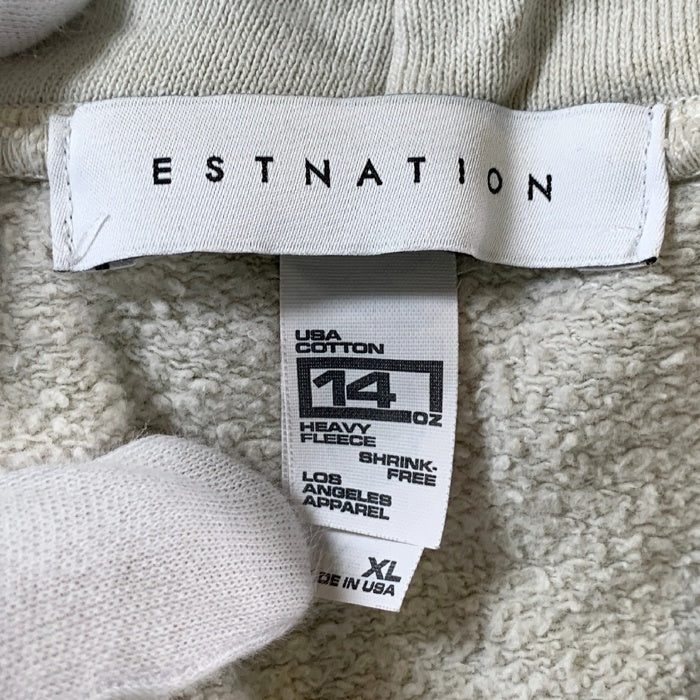 ESTNATION
USA
COTTON
14
OZ
HEAVY
FLEECE
SHRINK-
FREE
LOS
ANGELES
APPAREL
XL
IN USA